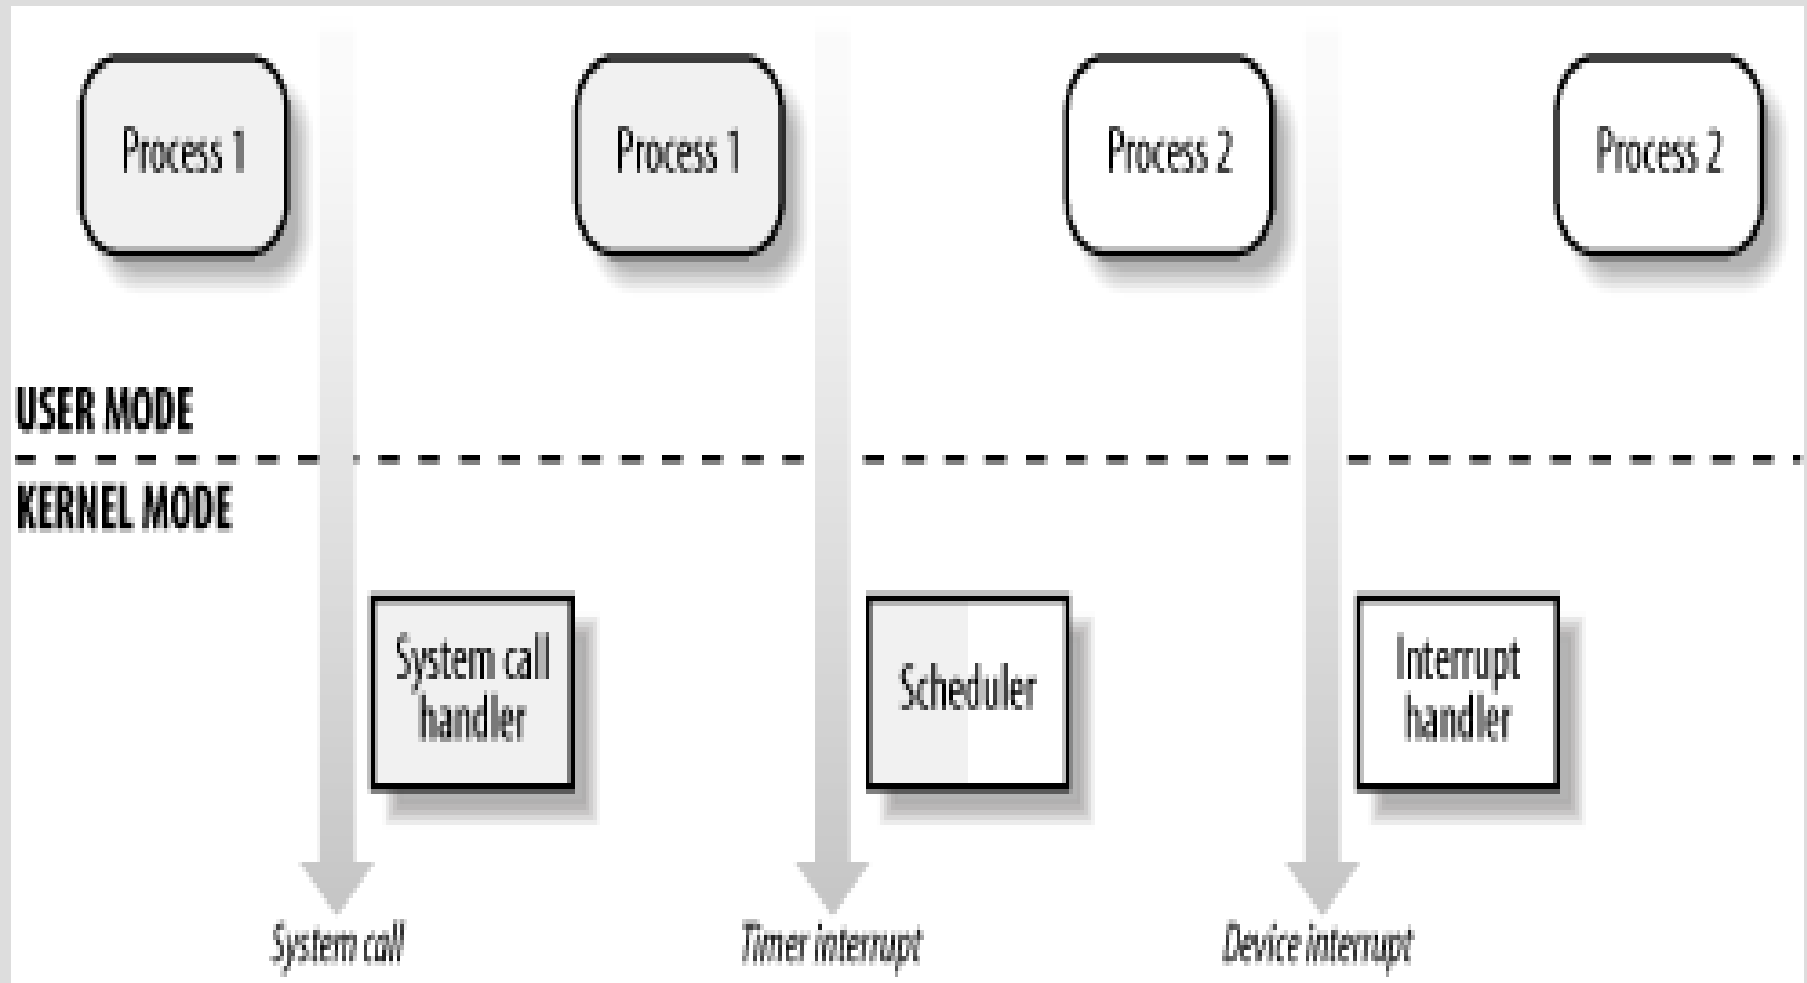 Process 1
Process 1
Process 2
Process 2
USER MODE
KERNEL MODE
System call
handler
Scheduler
Interrupt
handler
System call
Timer interrupt
Device interrupt